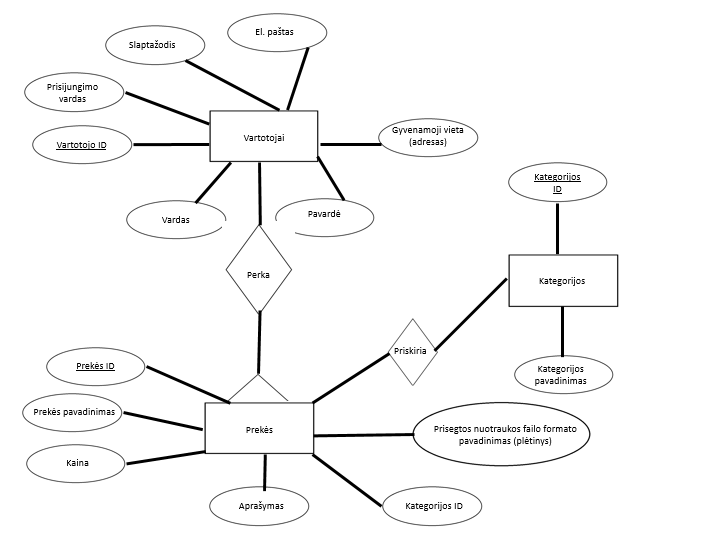 El. paštas
Slaptažodis
Prisijungimo
vardas
Vartotojo ID
Vartotojai
Gyvenamoji vieta
(adresas)
Vardas
Pavardė
Kategorijos
ID
Perka
Kategorijos
Priskiria
Prekės ID
Kategorijos
pavadinimas
Prekės pavadinimas
Prekės
Prisegtos nuotraukos failo formato
pavadinimas (plėtinys)
Kaina
Aprašymas
Kategorijos ID